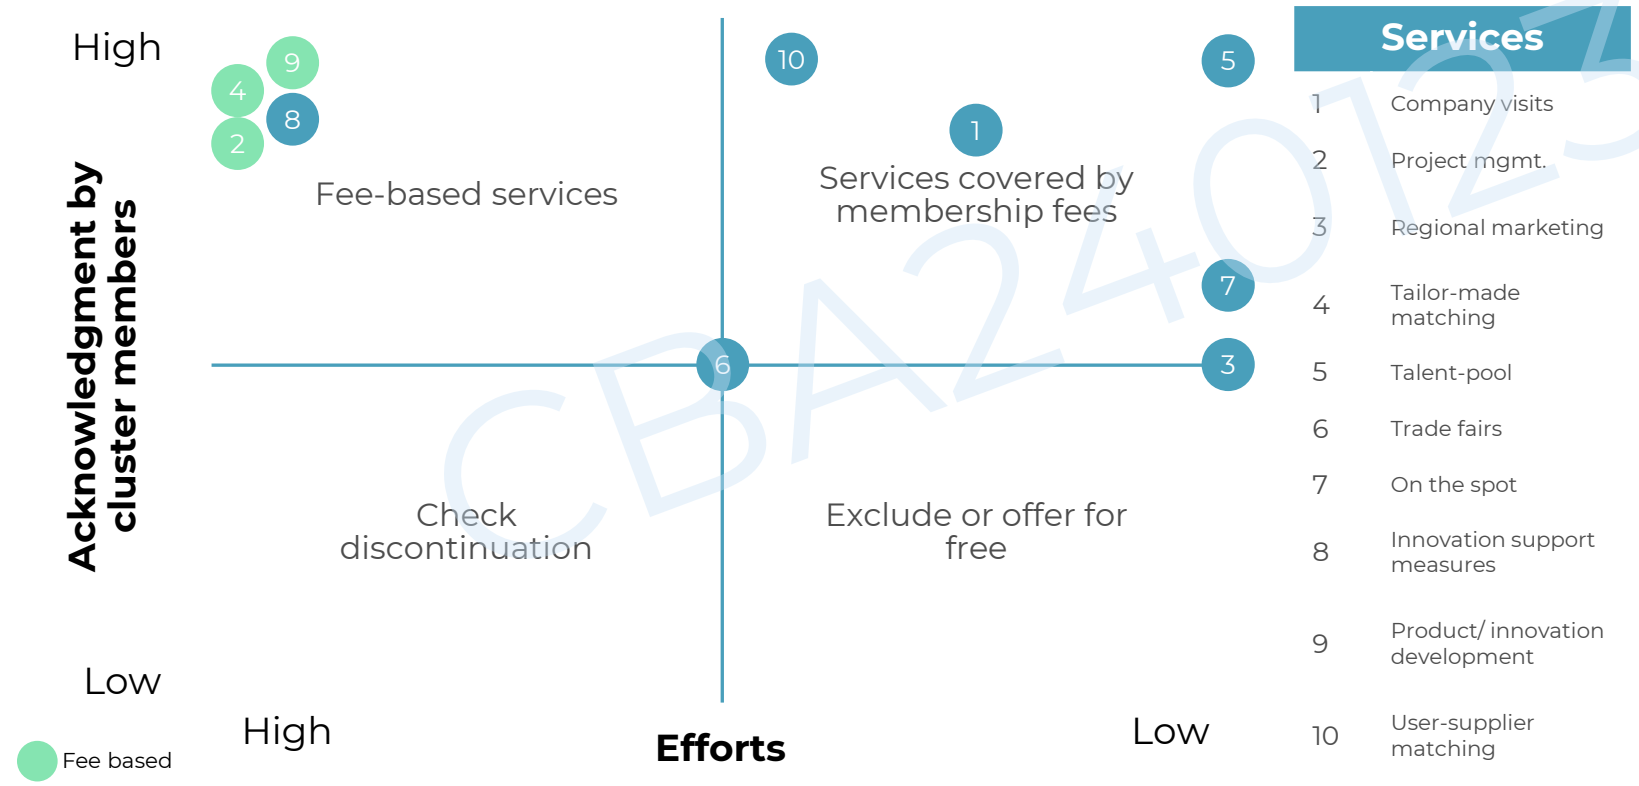 High
9
4
8
2
Fee-based services
10
5
1
Services covered by
membership fees
7
6
3
Acknowledgment by
cluster members
Check
discontinuation
Exclude or offer for
free
Low
High
Efforts
Low
Fee based
Services
1 Company visits
2 Project mgmt.
3 Regional marketing
4 Tailor-made
matching
5 Talent-pool
6 Trade fairs
7 On the spot
8 Innovation support
measures
9 Product/ innovation
development
10 User-supplier
matching
CBA240123